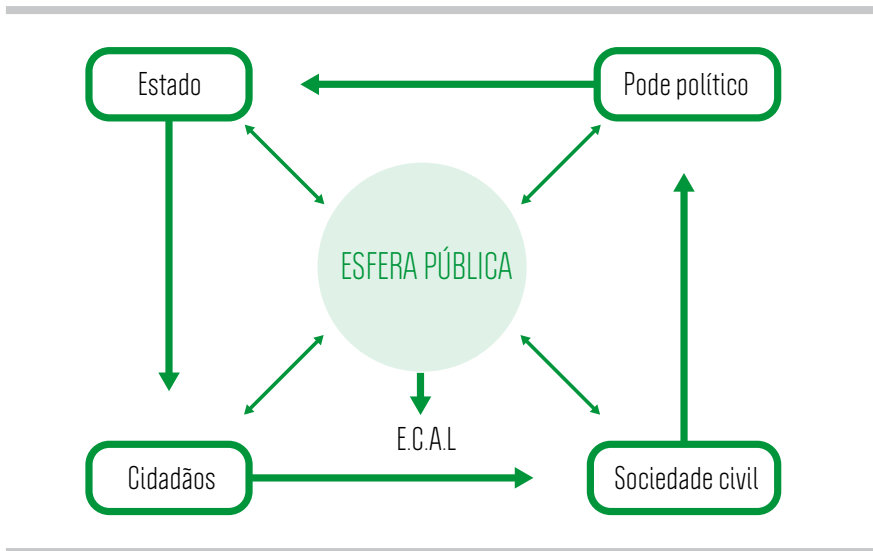 Estado
Pode político
ESFERA PÚBLICA
E.C.A.L
Cidadãos
Sociedade civil